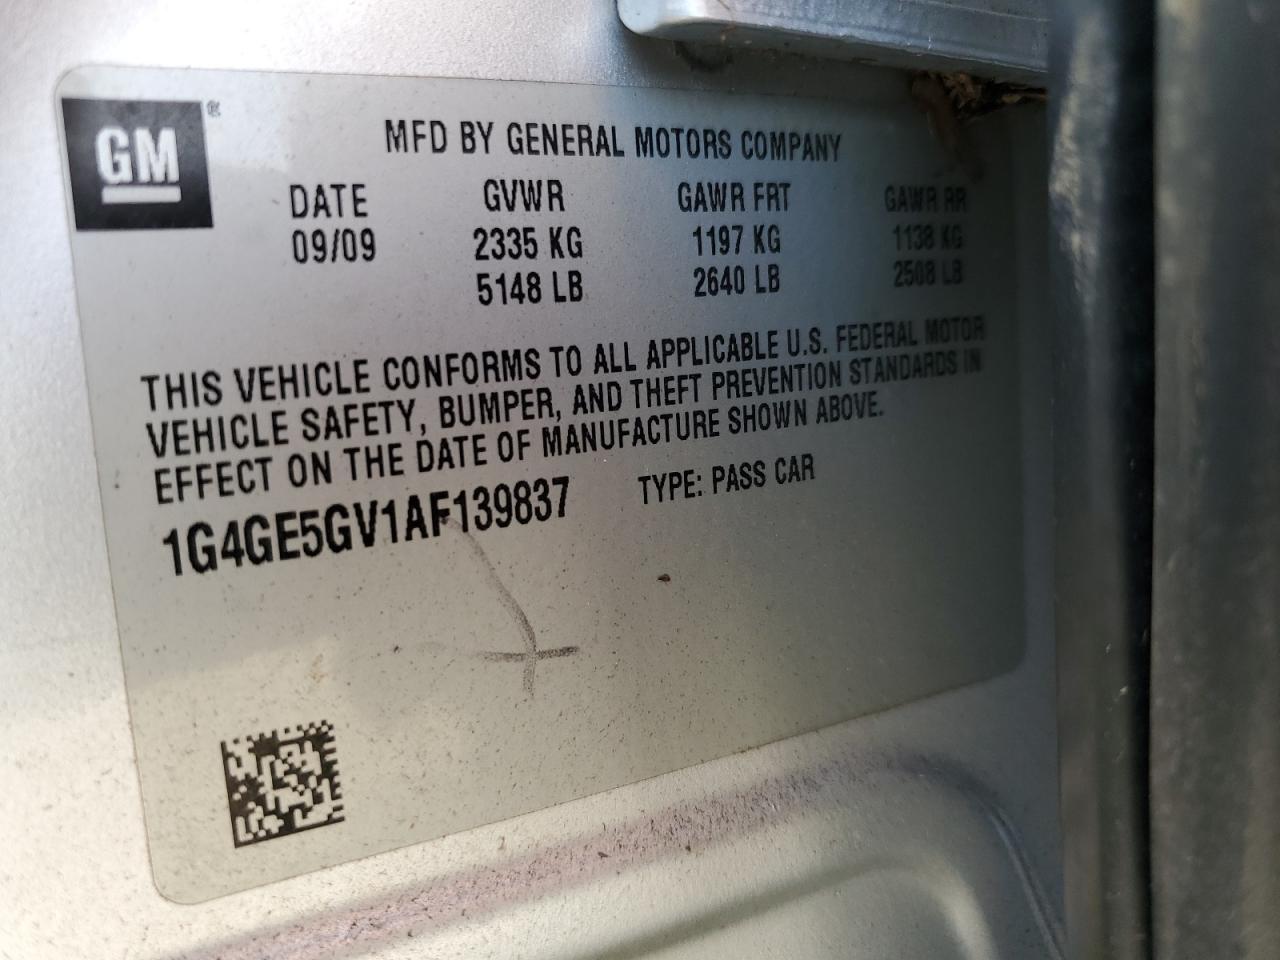 GM ®
MFD BY GENERAL MOTORS COMPANY
DATE GVWR GAWR FRT GAWR RR
09/09 2335 KG 1197 KG 1138 KG
5148 LB 2640 LB 2508 LB
THIS VEHICLE CONFORMS TO ALL APPLICABLE U.S. FEDERAL MOTOR
VEHICLE SAFETY, BUMPER, AND THEFT PREVENTION STANDARDS IN
EFFECT ON THE DATE OF MANUFACTURE SHOWN ABOVE.
1G4GE5GV1AF139837 TYPE: PASS CAR